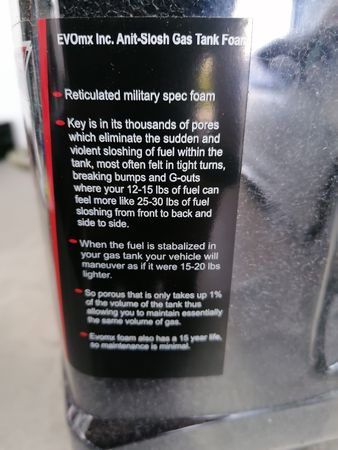 EVOmx Inc. Anit-Slosh Gas Tank Foam
Reticulated military spec foam
Key is in its thousands of pores
which eliminate the sudden and
violent sloshing of fuel within the
tank, most often felt in tight turns,
breaking bumps and G-outs
where your 12-15 lbs of fuel can
feel more like 25-30 lbs of fuel
sloshing from front to back and
side to side.
When the fuel is stabalized in
your gas tank your vehicle will
maneuver as if it were 15-20 lbs
lighter.
So porous that is only takes up 1%
of the volume of the tank thus
allowing you to maintain essentially
the same volume of gas.
Evomx foam also has a 15 year life,
so maintenance is minimal.